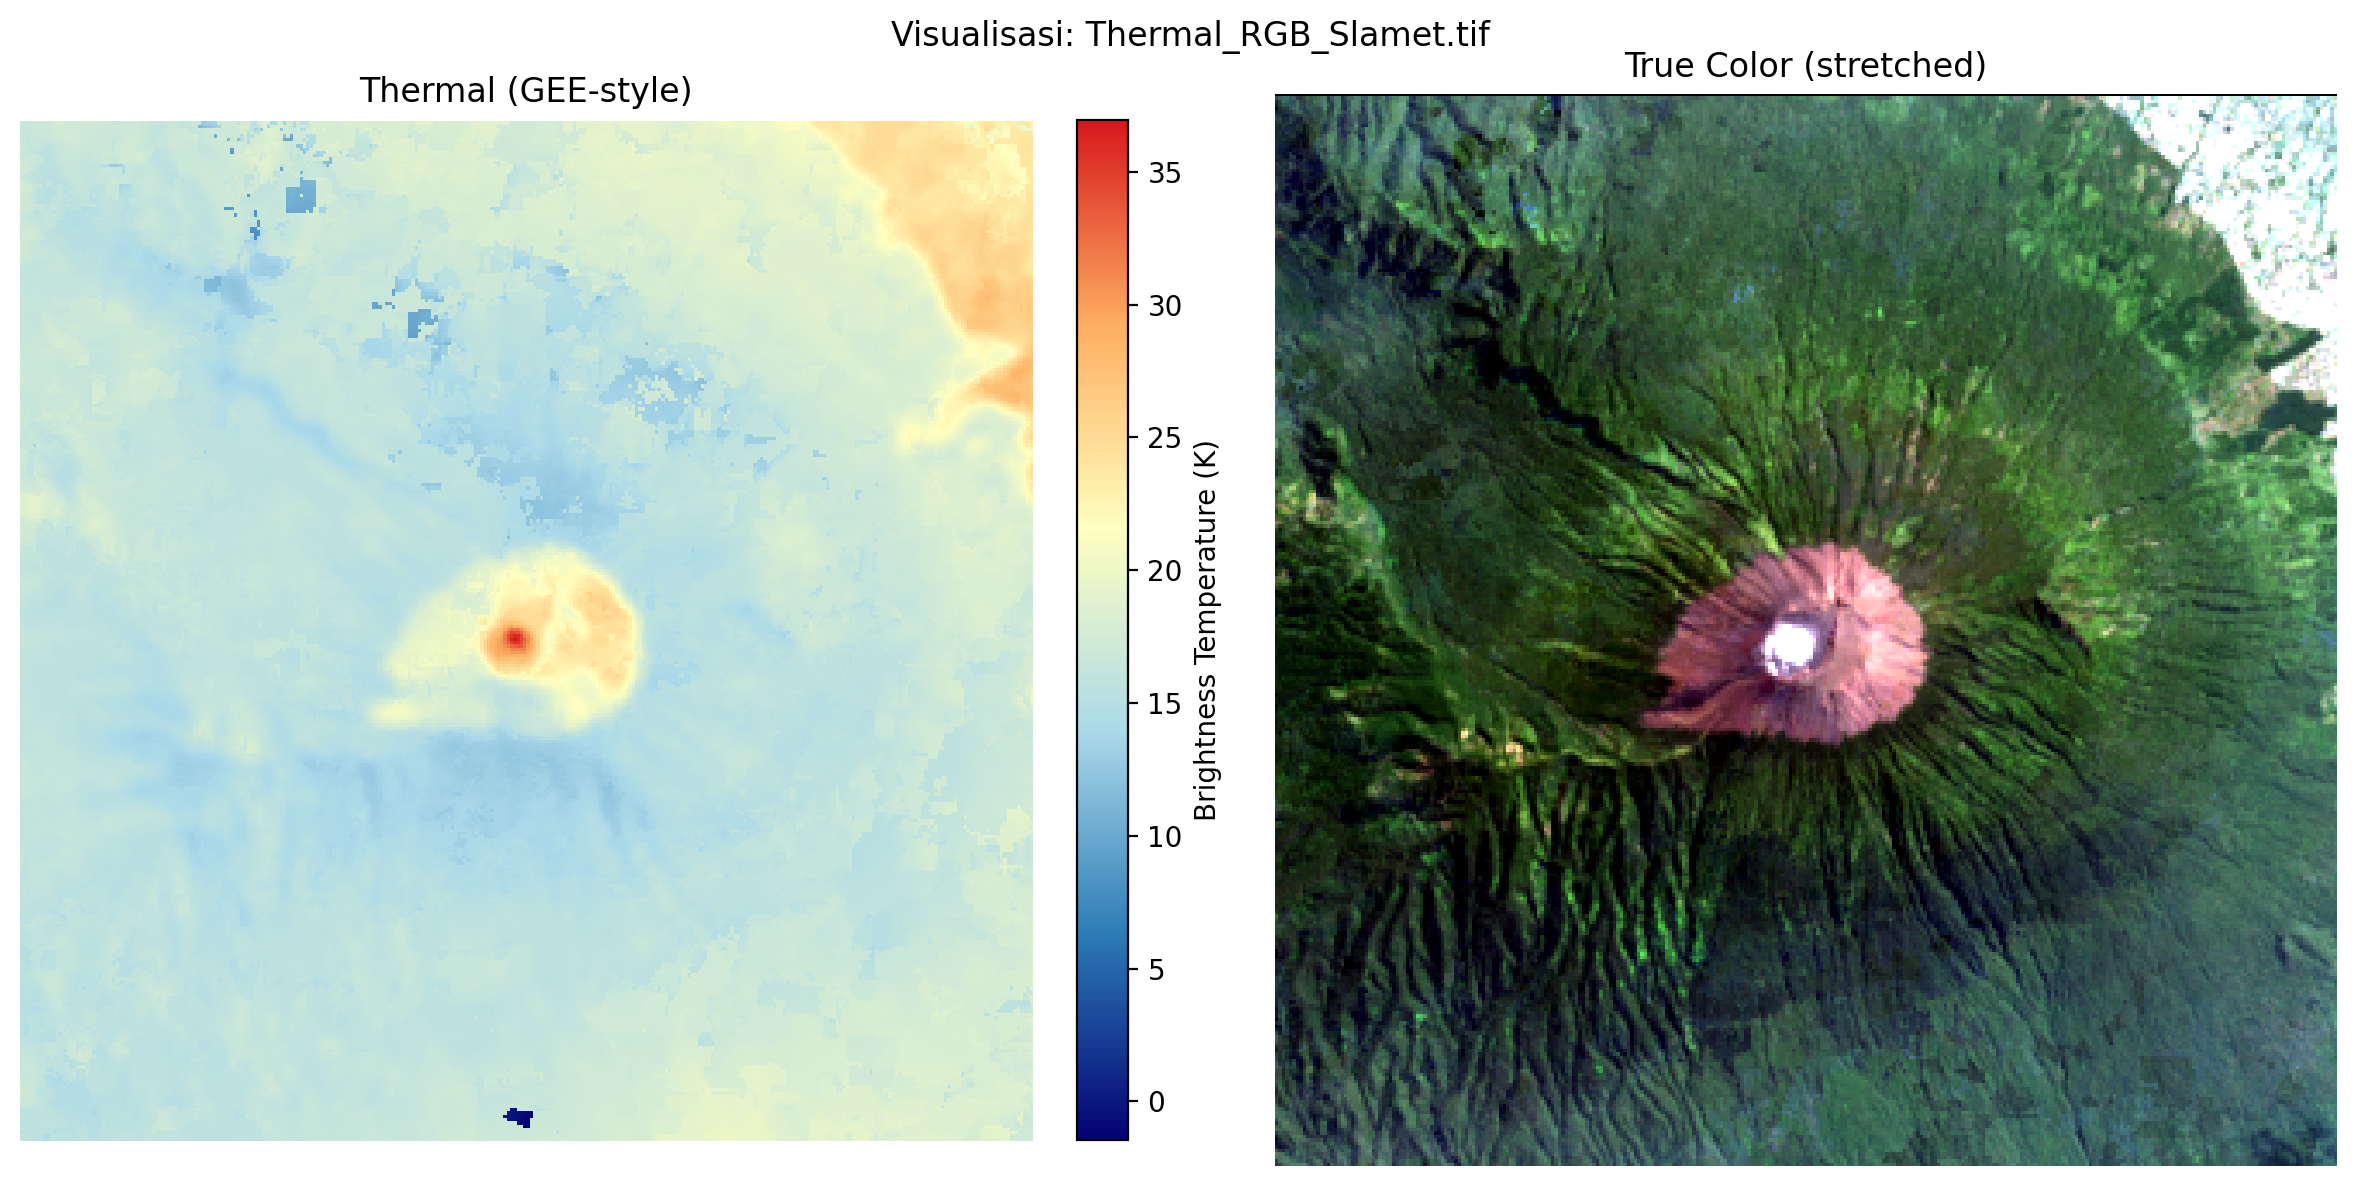 Visualisasi: Thermal_RGB_Slamet.tif
Thermal (GEE-style)
35
30
25
20
15
10
5
0
Brightness Temperature (K)
True Color (stretched)